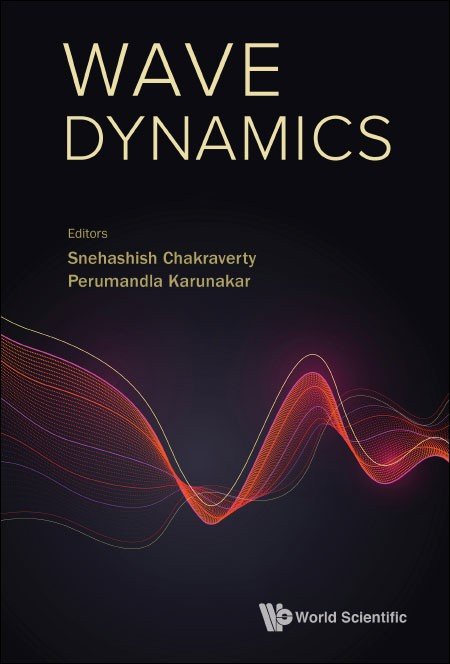 WAVE
DYNAMICS
Editors
Snehashish Chakraverty
Perumandla Karunakar
World Scientific